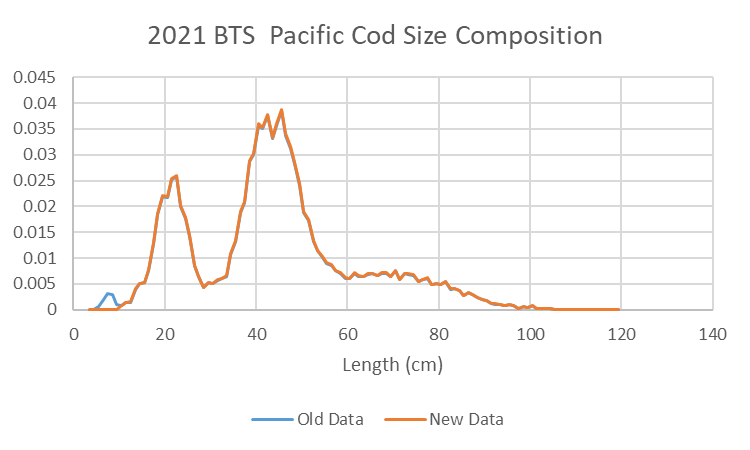 2021 BTS  Pacific Cod Size Composition
0.045
0.04
0.035
0.03
0.025
0.02
0.015
0.01
0.005
0
0 20 40 60 80 100 120 140
Length (cm)
Old Data New Data